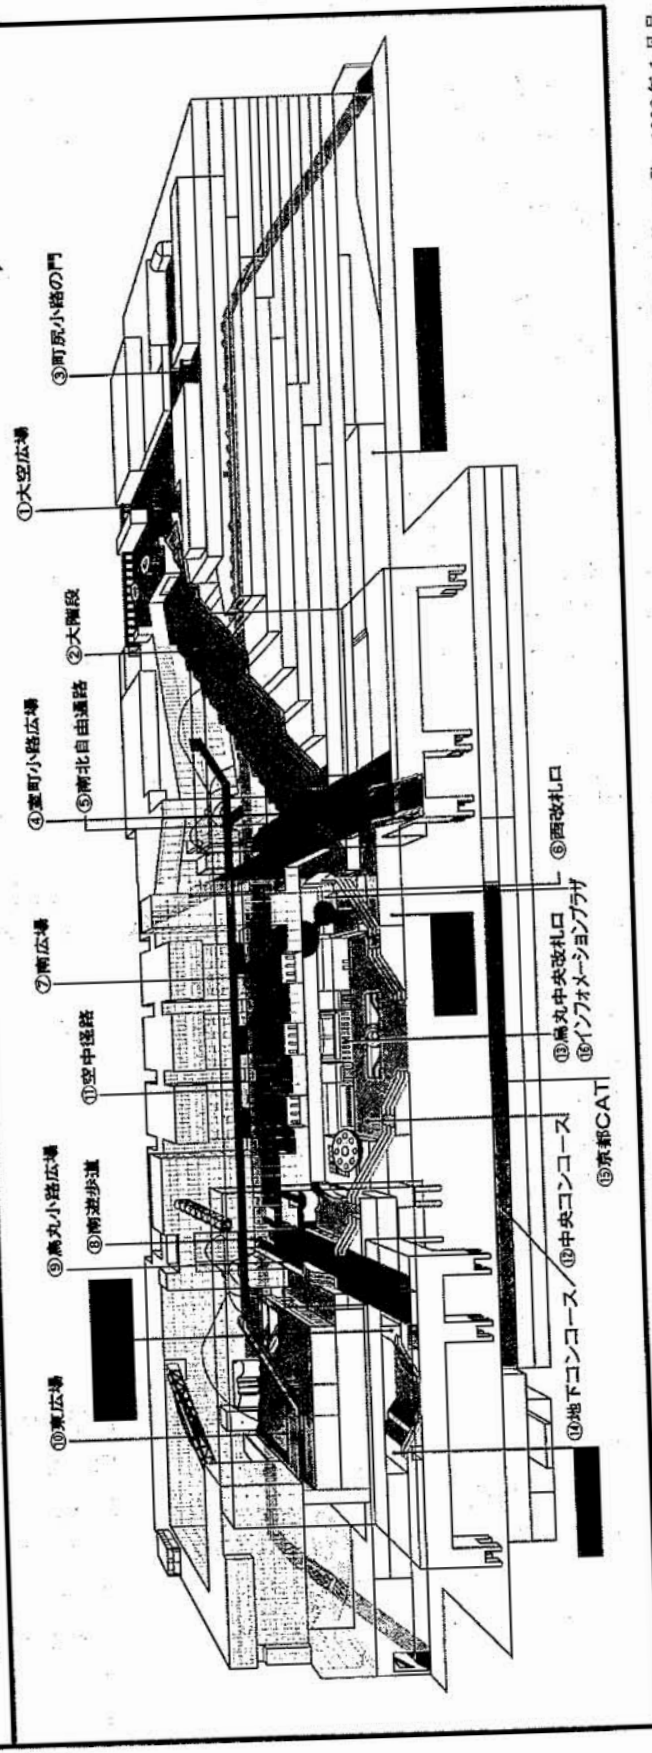 ⑩東広場
⑨烏丸小路広場
⑧南遊歩道
⑪空中径路
⑦南広場
④室町小路広場
⑤南北自由通路
②大階段
①大空広場
③町尻小路の門
⑭地下コンコース/⑫中央コンコース
⑮京都CAT
⑬烏丸中央改札口
⑯インフォメーションプラザ
⑥西改札口